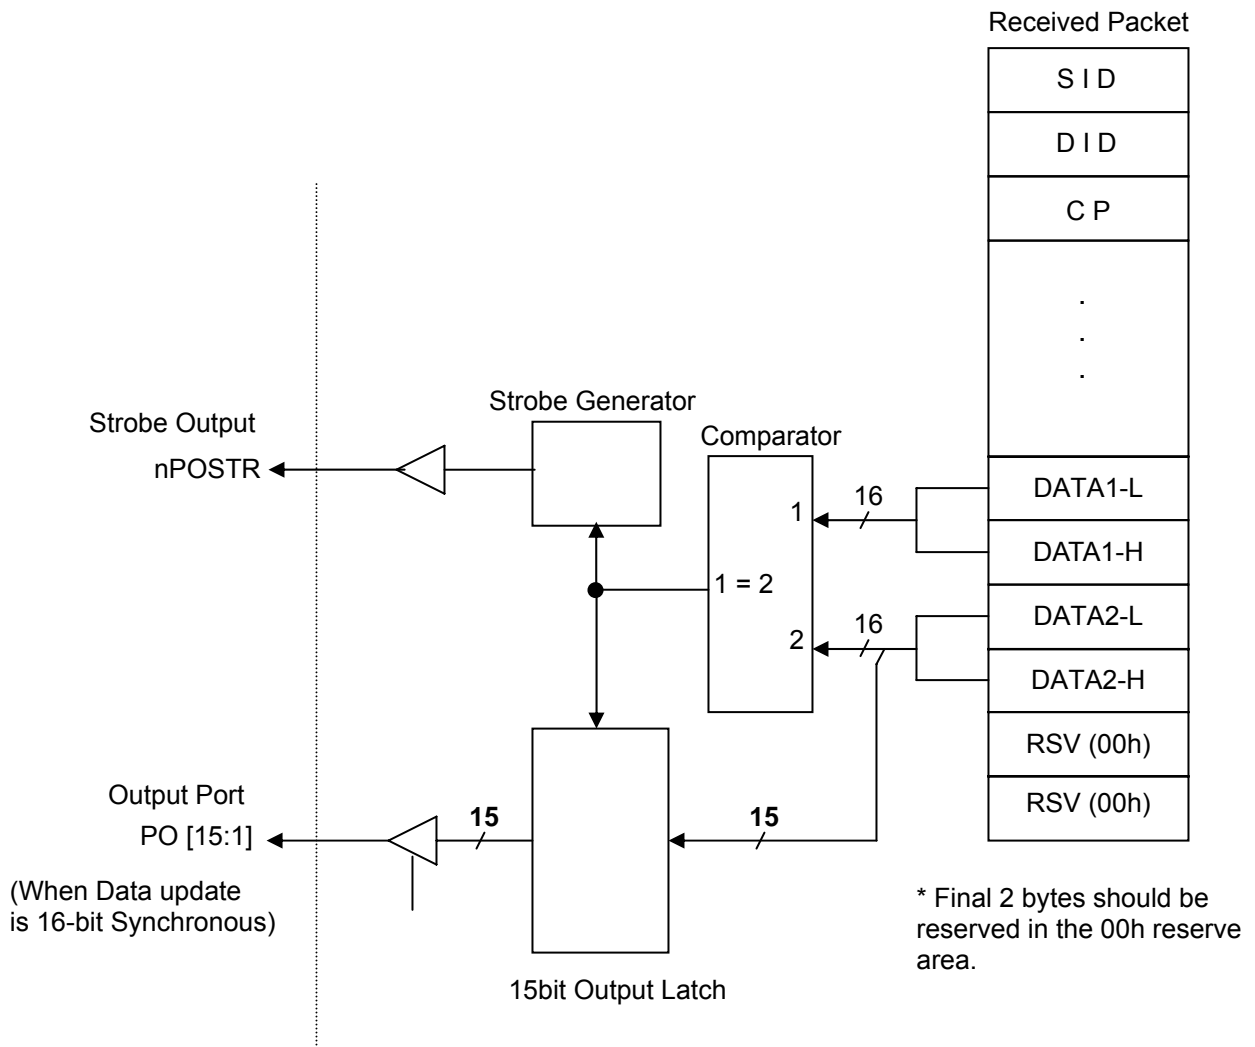 Received Packet
S I D
D I D
C P
.
.
.
Strobe Generator
Strobe Output
Comparator
nPOSTR
DATA1-L
16
1
DATA1-H
1 = 2
DATA2-L
16
2
DATA2-H
RSV (00h)
Output Port
RSV (00h)
15
15
PO [15:1]
(When Data update
is 16-bit Synchronous)
* Final 2 bytes should be
reserved in the 00h reserve
area.
15bit Output Latch